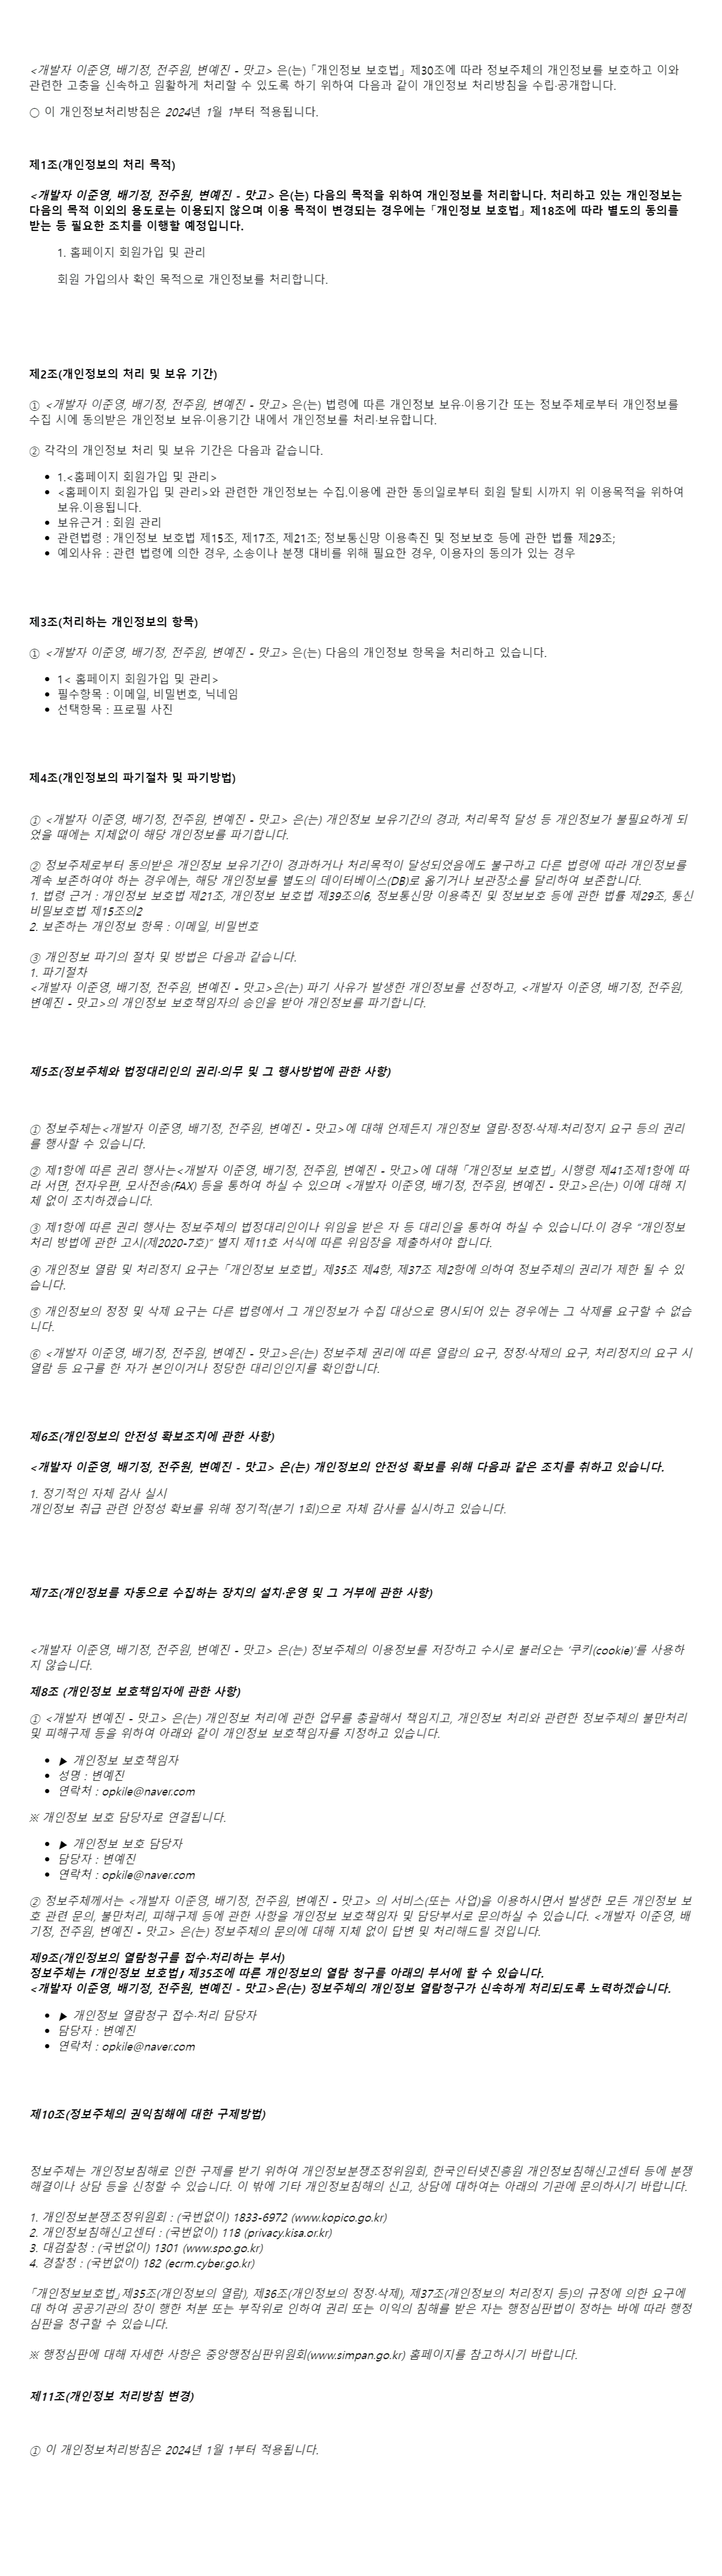 <개발자 이준영, 배기정, 전주원, 변예진 - 맛고> 은(는) 「개인정보 보호법」 제30조에 따라 정보주체의 개인정보를 보호하고 이와
관련한 고충을 신속하고 원활하게 처리할 수 있도록 하기 위하여 다음과 같이 개인정보 처리방침을 수립·공개합니다.
○ 이 개인정보처리방침은 2024년 1월 1부터 적용됩니다.
제1조(개인정보의 처리 목적)
<개발자 이준영, 배기정, 전주원, 변예진 - 맛고> 은(는) 다음의 목적을 위하여 개인정보를 처리합니다. 처리하고 있는 개인정보는
다음의 목적 이외의 용도로는 이용되지 않으며 이용 목적이 변경되는 경우에는 「개인정보 보호법」 제18조에 따라 별도의 동의를
받는 등 필요한 조치를 이행할 예정입니다.
1. 홈페이지 회원가입 및 관리
회원 가입의사 확인 목적으로 개인정보를 처리합니다.
제2조(개인정보의 처리 및 보유 기간)
① <개발자 이준영, 배기정, 전주원, 변예진 - 맛고> 은(는) 법령에 따른 개인정보 보유·이용기간 또는 정보주체로부터 개인정보를
수집 시에 동의받은 개인정보 보유·이용기간 내에서 개인정보를 처리·보유합니다.
② 각각의 개인정보 처리 및 보유 기간은 다음과 같습니다.
• 1.<홈페이지 회원가입 및 관리>
• <홈페이지 회원가입 및 관리>와 관련한 개인정보는 수집.이용에 관한 동의일로부터 회원 탈퇴 시까지 위 이용목적을 위하여
보유.이용됩니다.
• 보유근거 : 회원 관리
• 관련법령 : 개인정보 보호법 제15조, 제17조, 제21조; 정보통신망 이용촉진 및 정보보호 등에 관한 법률 제29조;
• 예외사유 : 관련 법령에 의한 경우, 소송이나 분쟁 대비를 위해 필요한 경우, 이용자의 동의가 있는 경우
제3조(처리하는 개인정보의 항목)
① <개발자 이준영, 배기정, 전주원, 변예진 - 맛고> 은(는) 다음의 개인정보 항목을 처리하고 있습니다.
• 1< 홈페이지 회원가입 및 관리>
• 필수항목 : 이메일, 비밀번호, 닉네임
• 선택항목 : 프로필 사진
제4조(개인정보의 파기절차 및 파기방법)
① <개발자 이준영, 배기정, 전주원, 변예진 - 맛고> 은(는) 개인정보 보유기간의 경과, 처리목적 달성 등 개인정보가 불필요하게 되
었을 때에는 지체없이 해당 개인정보를 파기합니다.
② 정보주체로부터 동의받은 개인정보 보유기간이 경과하거나 처리목적이 달성되었음에도 불구하고 다른 법령에 따라 개인정보를
계속 보존하여야 하는 경우에는, 해당 개인정보를 별도의 데이터베이스(DB)로 옮기거나 보관장소를 달리하여 보존합니다.
1. 법령 근거 : 개인정보 보호법 제21조, 개인정보 보호법 제39조의6, 정보통신망 이용촉진 및 정보보호 등에 관한 법률 제29조, 통신
비밀보호법 제15조의2
2. 보존하는 개인정보 항목 : 이메일, 비밀번호
③ 개인정보 파기의 절차 및 방법은 다음과 같습니다.
1. 파기절차
<개발자 이준영, 배기정, 전주원, 변예진 - 맛고>은(는) 파기 사유가 발생한 개인정보를 선정하고, <개발자 이준영, 배기정, 전주원,
변예진 - 맛고>의 개인정보 보호책임자의 승인을 받아 개인정보를 파기합니다.
제5조(정보주체와 법정대리인의 권리·의무 및 그 행사방법에 관한 사항)
① 정보주체는<개발자 이준영, 배기정, 전주원, 변예진 - 맛고>에 대해 언제든지 개인정보 열람·정정·삭제·처리정지 요구 등의 권리
를 행사할 수 있습니다.
② 제1항에 따른 권리 행사는<개발자 이준영, 배기정, 전주원, 변예진 - 맛고>에 대해 「개인정보 보호법」 시행령 제41조제1항에 따
라 서면, 전자우편, 모사전송(FAX) 등을 통하여 하실 수 있으며 <개발자 이준영, 배기정, 전주원, 변예진 - 맛고>은(는) 이에 대해 지
체 없이 조치하겠습니다.
③ 제1항에 따른 권리 행사는 정보주체의 법정대리인이나 위임을 받은 자 등 대리인을 통하여 하실 수 있습니다.이 경우 “개인정보
처리 방법에 관한 고시(제2020-7호)” 별지 제11호 서식에 따른 위임장을 제출하셔야 합니다.
④ 개인정보 열람 및 처리정지 요구는 「개인정보 보호법」 제35조 제4항, 제37조 제2항에 의하여 정보주체의 권리가 제한 될 수 있
습니다.
⑤ 개인정보의 정정 및 삭제 요구는 다른 법령에서 그 개인정보가 수집 대상으로 명시되어 있는 경우에는 그 삭제를 요구할 수 없습
니다.
⑥ <개발자 이준영, 배기정, 전주원, 변예진 - 맛고>은(는) 정보주체 권리에 따른 열람의 요구, 정정·삭제의 요구, 처리정지의 요구 시
열람 등 요구를 한 자가 본인이거나 정당한 대리인인지를 확인합니다.
제6조(개인정보의 안전성 확보조치에 관한 사항)
<개발자 이준영, 배기정, 전주원, 변예진 - 맛고> 은(는) 개인정보의 안전성 확보를 위해 다음과 같은 조치를 취하고 있습니다.
1. 정기적인 자체 감사 실시
개인정보 취급 관련 안정성 확보를 위해 정기적(분기 1회)으로 자체 감사를 실시하고 있습니다.
제7조(개인정보를 자동으로 수집하는 장치의 설치·운영 및 그 거부에 관한 사항)
<개발자 이준영, 배기정, 전주원, 변예진 - 맛고> 은(는) 정보주체의 이용정보를 저장하고 수시로 불러오는 ‘쿠키(cookie)’를 사용하
지 않습니다.
제8조 (개인정보 보호책임자에 관한 사항)
① <개발자 변예진 - 맛고> 은(는) 개인정보 처리에 관한 업무를 총괄해서 책임지고, 개인정보 처리와 관련한 정보주체의 불만처리
및 피해구제 등을 위하여 아래와 같이 개인정보 보호책임자를 지정하고 있습니다.
• ▶ 개인정보 보호책임자
• 성명 : 변예진
• 연락처 : opkile@naver.com
※ 개인정보 보호 담당자로 연결됩니다.
• ▶ 개인정보 보호 담당자
• 담당자 : 변예진
• 연락처 : opkile@naver.com
② 정보주체께서는 <개발자 이준영, 배기정, 전주원, 변예진 - 맛고> 의 서비스(또는 사업)을 이용하시면서 발생한 모든 개인정보 보
호 관련 문의, 불만처리, 피해구제 등에 관한 사항을 개인정보 보호책임자 및 담당부서로 문의하실 수 있습니다. <개발자 이준영, 배
기정, 전주원, 변예진 - 맛고> 은(는) 정보주체의 문의에 대해 지체 없이 답변 및 처리해드릴 것입니다.
제9조(개인정보의 열람청구를 접수·처리하는 부서)
정보주체는 「개인정보 보호법」 제35조에 따른 개인정보의 열람 청구를 아래의 부서에 할 수 있습니다.
<개발자 이준영, 배기정, 전주원, 변예진 - 맛고>은(는) 정보주체의 개인정보 열람청구가 신속하게 처리되도록 노력하겠습니다.
• ▶ 개인정보 열람청구 접수·처리 담당자
• 담당자 : 변예진
• 연락처 : opkile@naver.com
제10조(정보주체의 권익침해에 대한 구제방법)
정보주체는 개인정보침해로 인한 구제를 받기 위하여 개인정보분쟁조정위원회, 한국인터넷진흥원 개인정보침해신고센터 등에 분쟁
해결이나 상담 등을 신청할 수 있습니다. 이 밖에 기타 개인정보침해의 신고, 상담에 대하여는 아래의 기관에 문의하시기 바랍니다.
1. 개인정보분쟁조정위원회 : (국번없이) 1833-6972 (www.kopico.go.kr)
2. 개인정보침해신고센터 : (국번없이) 118 (privacy.kisa.or.kr)
3. 대검찰청 : (국번없이) 1301 (www.spo.go.kr)
4. 경찰청 : (국번없이) 182 (ecrm.cyber.go.kr)
「개인정보보호법」제35조(개인정보의 열람), 제36조(개인정보의 정정·삭제), 제37조(개인정보의 처리정지 등)의 규정에 의한 요구에
대 하여 공공기관의 장이 행한 처분 또는 부작위로 인하여 권리 또는 이익의 침해를 받은 자는 행정심판법이 정하는 바에 따라 행정
심판을 청구할 수 있습니다.
※ 행정심판에 대해 자세한 사항은 중앙행정심판위원회(www.simpan.go.kr) 홈페이지를 참고하시기 바랍니다.
제11조(개인정보 처리방침 변경)
① 이 개인정보처리방침은 2024년 1월 1부터 적용됩니다.